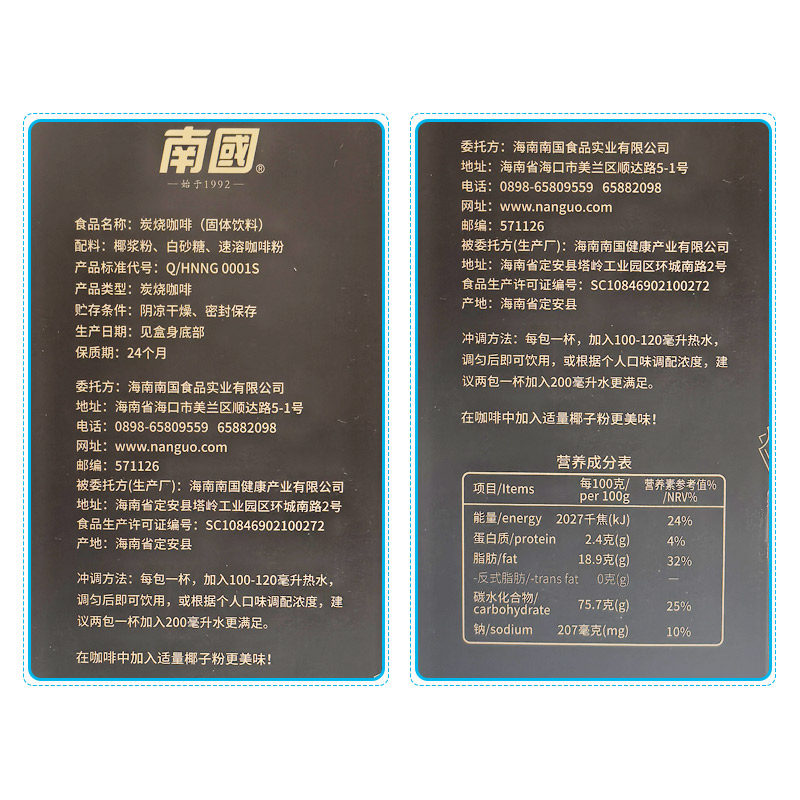 南國®
始于1992
食品名称：炭烧咖啡（固体饮料）
配料：椰浆粉、白砂糖、速溶咖啡粉
产品标准代号：Q/HNNG 0001S
产品类型：炭烧咖啡
贮存条件：阴凉干燥、密封保存
生产日期：见盒身底部
保质期：24个月
委托方：海南南国食品实业有限公司
地址：海南省海口市美兰区顺达路5-1号
电话：0898-65809559 65882098
网址：www.nanguo.com
邮编：571126
被委托方(生产厂)：海南南国健康产业有限公司
地址：海南省定安县塔岭工业园区环城南路2号
食品生产许可证编号：SC10846902100272
产地：海南省定安县
冲调方法：每包一杯，加入100-120毫升热水，
调匀后即可饮用，或根据个人口味调配浓度，建
议两包一杯加入200毫升水更满足。
在咖啡中加入适量椰子粉更美味！
委托方：海南南国食品实业有限公司
地址：海南省海口市美兰区顺达路5-1号
电话：0898-65809559 65882098
网址：www.nanguo.com
邮编：571126
被委托方(生产厂)：海南南国健康产业有限公司
地址：海南省定安县塔岭工业园区环城南路2号
食品生产许可证编号：SC10846902100272
产地：海南省定安县
冲调方法：每包一杯，加入100-120毫升热水，
调匀后即可饮用，或根据个人口味调配浓度，建
议两包一杯加入200毫升水更满足。
在咖啡中加入适量椰子粉更美味！
营养成分表
项目/Items 每100克/per 100g 营养素参考值%/NRV%
能量/energy 2027千焦(kJ) 24%
蛋白质/protein 2.4克(g) 4%
脂肪/fat 18.9克(g) 32%
-反式脂肪/-trans fat 0克(g) —
碳水化合物/carbohydrate 75.7克(g) 25%
钠/sodium 207毫克(mg) 10%